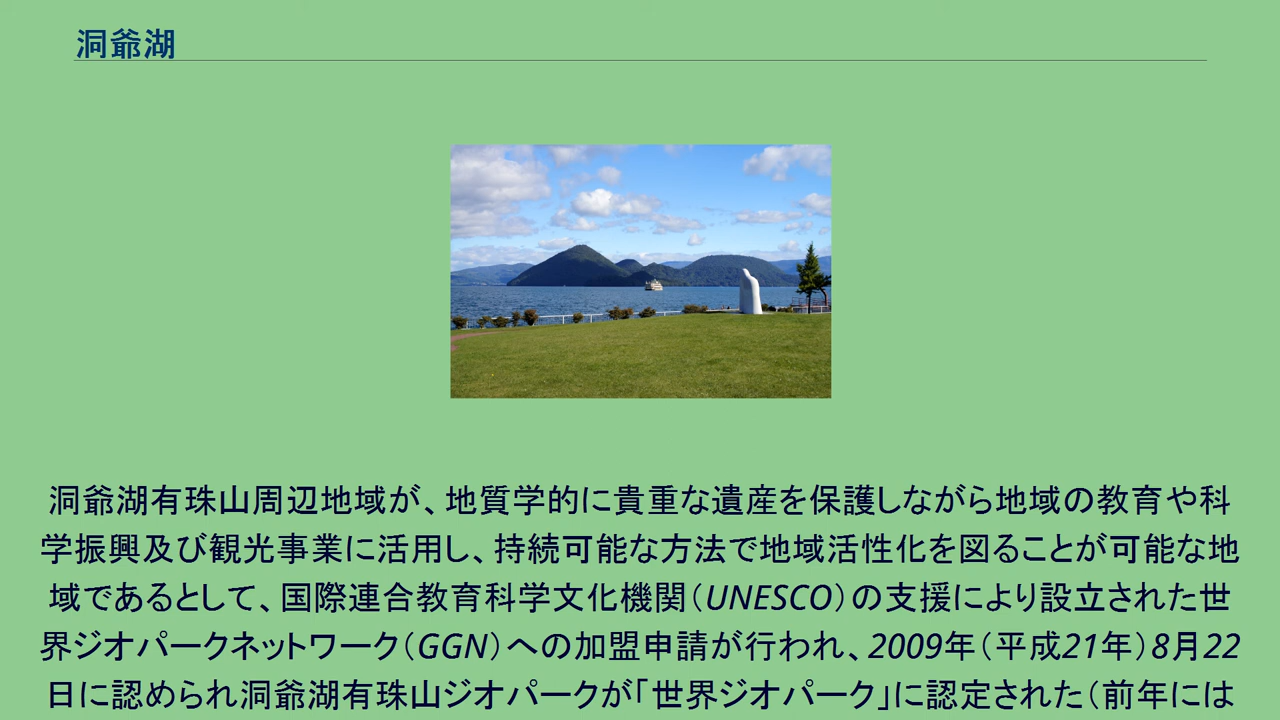 洞爺湖
洞爺湖有珠山周辺地域が、地質学的に貴重な遺産を保護しながら地域の教育や科
学振興及び観光事業に活用し、持続可能な方法で地域活性化を図ることが可能な地
域であるとして、国際連合教育科学文化機関（UNESCO）の支援により設立された世
界ジオパークネットワーク（GGN）への加盟申請が行われ、2009年（平成21年）8月22
日に認められ洞爺湖有珠山ジオパークが「世界ジオパーク」に認定された（前年には